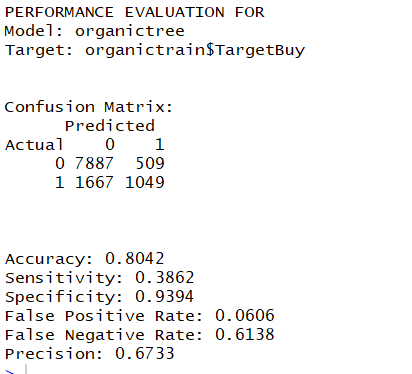 PERFORMANCE EVALUATION FOR
Model: organictree
Target: organictrain$TargetBuy
Confusion Matrix:
Predicted
Actual 0 1
0 7887 509
1 1667 1049
Accuracy: 0.8042
Sensitivity: 0.3862
Specificity: 0.9394
False Positive Rate: 0.0606
False Negative Rate: 0.6138
Precision: 0.6733
>